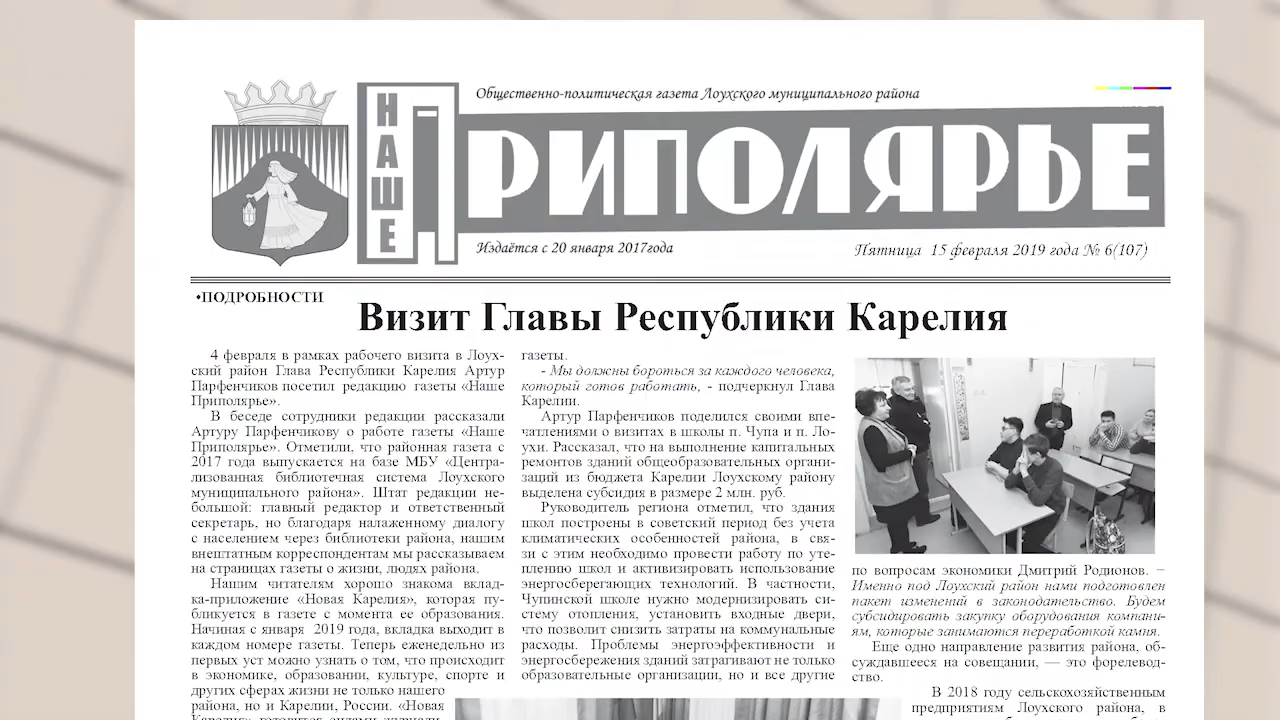 Общественно-политическая газета Лоухского муниципального района
НАШЕ
ПРИПОЛЯРЬЕ
Издаётся с 20 января 2017года
Пятница 15 февраля 2019 года № 6(107)
•ПОДРОБНОСТИ
Визит Главы Республики Карелия
4 февраля в рамках рабочего визита в Лоух-
ский район Глава Республики Карелия Артур
Парфенчиков посетил редакцию газеты «Наше
Приполярье».
В беседе сотрудники редакции рассказали
Артуру Парфенчикову о работе газеты «Наше
Приполярье». Отметили, что районная газета с
2017 года выпускается на базе МБУ «Центра-
лизованная библиотечная система Лоухского
муниципального района». Штат редакции не-
большой: главный редактор и ответственный
секретарь, но благодаря налаженному диалогу
с населением через библиотеки района, нашим
внештатным корреспондентам мы рассказываем
на страницах газеты о жизни, людях района.
Нашим читателям хорошо знакома вклад-
ка-приложение «Новая Карелия», которая пу-
бликуется в газете с момента ее образования.
Начиная с января 2019 года, вкладка выходит в
каждом номере газеты. Теперь еженедельно из
первых уст можно узнать о том, что происходит
в экономике, образовании, культуре, спорте и
других сферах жизни не только нашего
района, но и Карелии, России. «Новая
Карелия» готовится силами журнали-
газеты.
- Мы должны бороться за каждого человека,
который готов работать, - подчеркнул Глава
Карелии.
Артур Парфенчиков поделился своими впе-
чатлениями о визитах в школы п. Чупа и п. Ло-
ухи. Рассказал, что на выполнение капитальных
ремонтов зданий общеобразовательных органи-
заций из бюджета Карелии Лоухскому району
выделена субсидия в размере 2 млн. руб.
Руководитель региона отметил, что здания
школ построены в советский период без учета
климатических особенностей района, в свя-
зи с этим необходимо провести работу по уте-
плению школ и активизировать использование
энергосберегающих технологий. В частности,
Чупинской школе нужно модернизировать си-
стему отопления, установить входные двери,
что позволит снизить затраты на коммунальные
расходы. Проблемы энергоэффективности и
энергосбережения зданий затрагивают не только
образовательные организации, но и все другие
по вопросам экономики Дмитрий Родионов. –
Именно под Лоухский район нами подготовлен
пакет изменений в законодательство. Будем
субсидировать закупку оборудования компани-
ям, которые занимаются переработкой камня.
Еще одно направление развития района, об-
суждавшееся на совещании, — это форелевод-
ство.
В 2018 году сельскохозяйственным
предприятиям Лоухского района, в